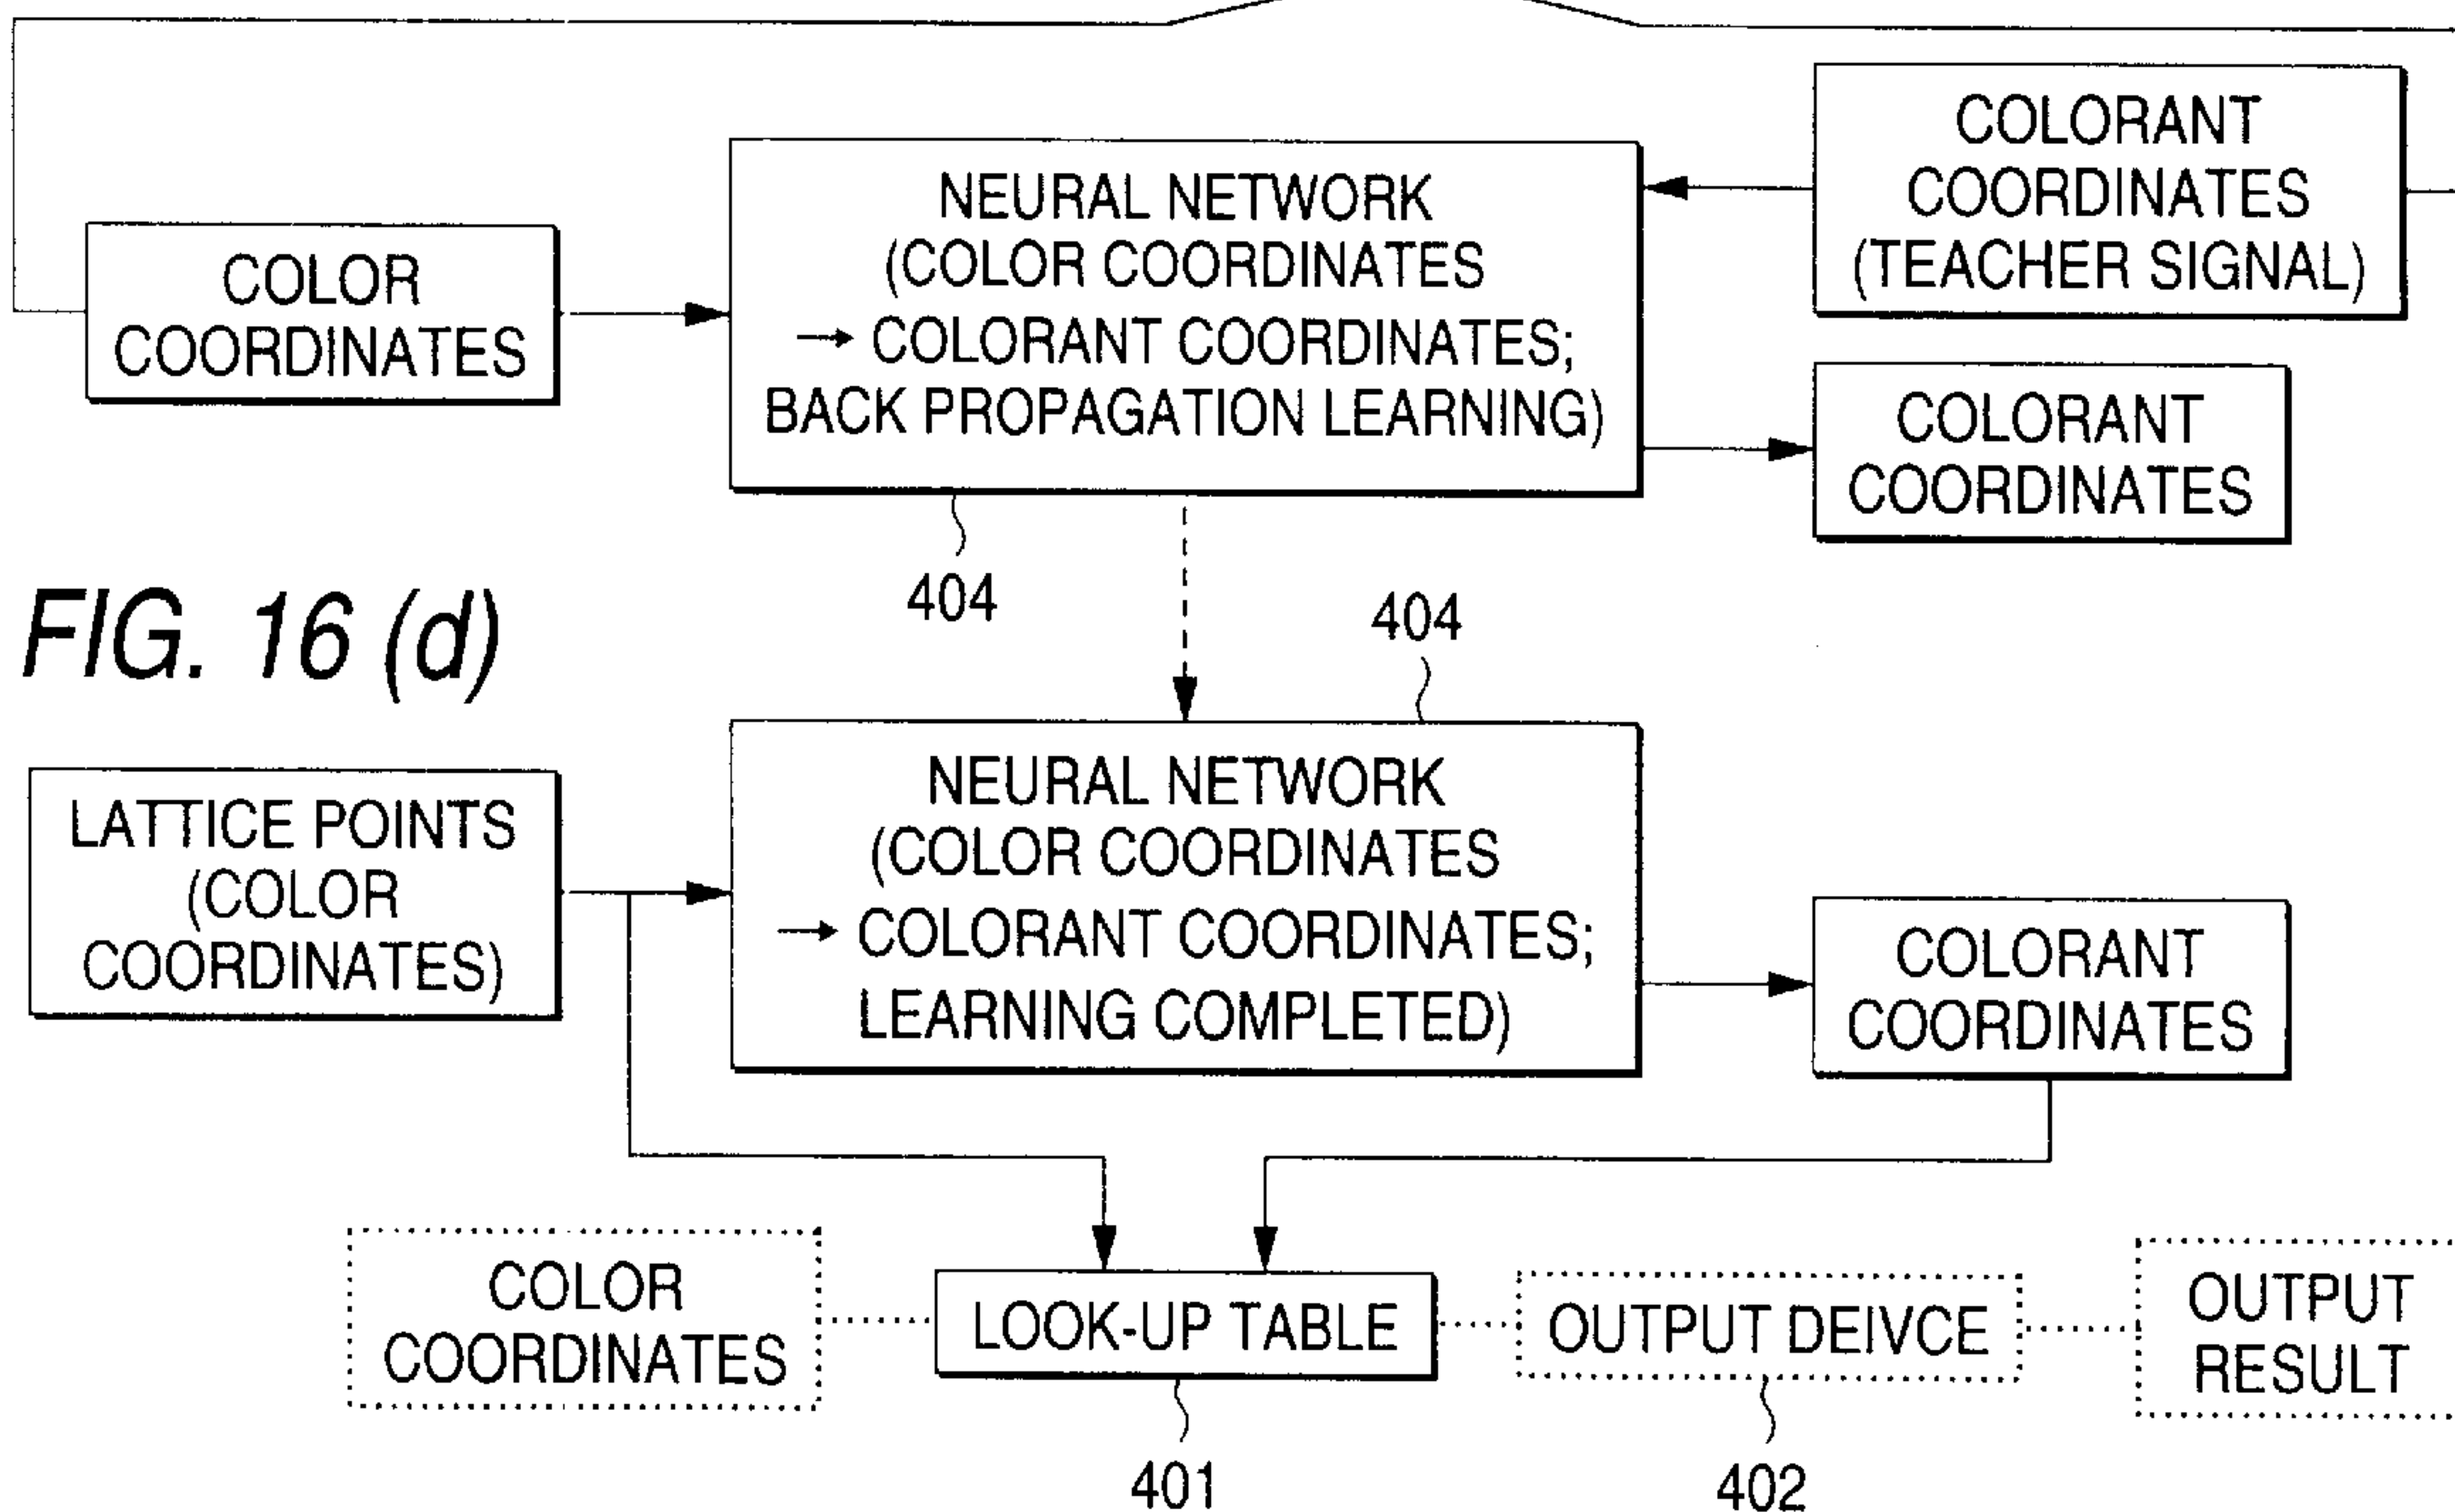 COLORANT
COORDINATES
(TEACHER SIGNAL)
NEURAL NETWORK
(COLOR COORDINATES
→ COLORANT COORDINATES;
BACK PROPAGATION LEARNING)
COLOR
COORDINATES
COLORANT
COORDINATES
404
FIG. 16 (d)
404
LATTICE POINTS
(COLOR
COORDINATES)
NEURAL NETWORK
(COLOR COORDINATES
→ COLORANT COORDINATES;
LEARNING COMPLETED)
COLORANT
COORDINATES
COLOR
COORDINATES
LOOK-UP TABLE
OUTPUT DEIVCE
OUTPUT
RESULT
401
402